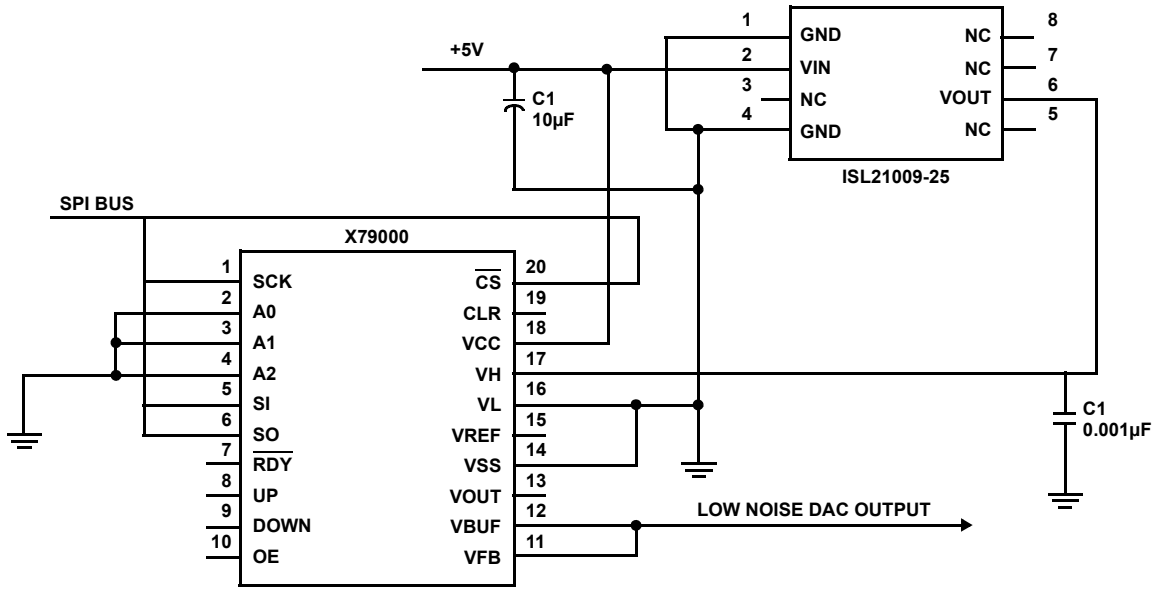 +5V
C1
10µF
1
GND
2
VIN
3
NC
4
GND
NC
8
NC
7
VOUT
6
NC
5
ISL21009-25
SPI BUS
X79000
1
SCK
2
A0
3
A1
4
A2
5
SI
6
SO
7
RDY
8
UP
9
DOWN
10
OE
20
CS
19
CLR
18
VCC
17
VH
16
VL
15
VREF
14
VSS
13
VOUT
12
VBUF
11
VFB
C1
0.001µF
LOW NOISE DAC OUTPUT